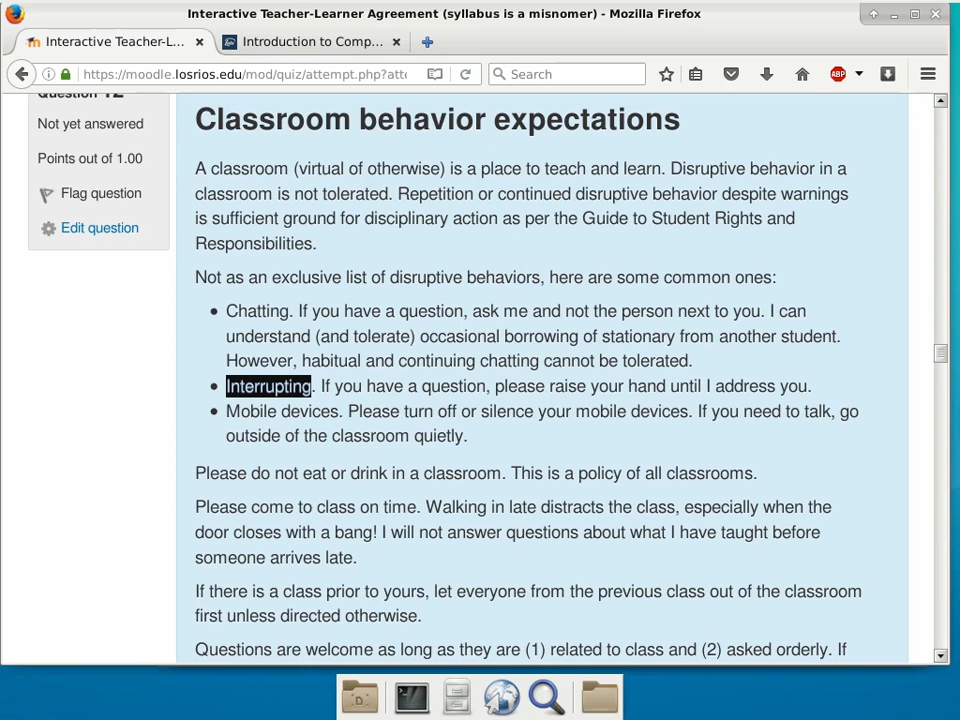 Interactive Teacher-Learner Agreement (syllabus is a misnomer) - Mozilla Firefox
Interactive Teacher-L... Introduction to Comp...
https://moodle.losrios.edu/mod/quiz/attempt.php?att Search ABP
Question 12
Not yet answered
Points out of 1.00
Flag question
Edit question
Classroom behavior expectations
A classroom (virtual of otherwise) is a place to teach and learn. Disruptive behavior in a
classroom is not tolerated. Repetition or continued disruptive behavior despite warnings
is sufficient ground for disciplinary action as per the Guide to Student Rights and
Responsibilities.
Not as an exclusive list of disruptive behaviors, here are some common ones:
• Chatting. If you have a question, ask me and not the person next to you. I can
understand (and tolerate) occasional borrowing of stationary from another student.
However, habitual and continuing chatting cannot be tolerated.
• Interrupting. If you have a question, please raise your hand until I address you.
• Mobile devices. Please turn off or silence your mobile devices. If you need to talk, go
outside of the classroom quietly.
Please do not eat or drink in a classroom. This is a policy of all classrooms.
Please come to class on time. Walking in late distracts the class, especially when the
door closes with a bang! I will not answer questions about what I have taught before
someone arrives late.
If there is a class prior to yours, let everyone from the previous class out of the classroom
first unless directed otherwise.
Questions are welcome as long as they are (1) related to class and (2) asked orderly. If